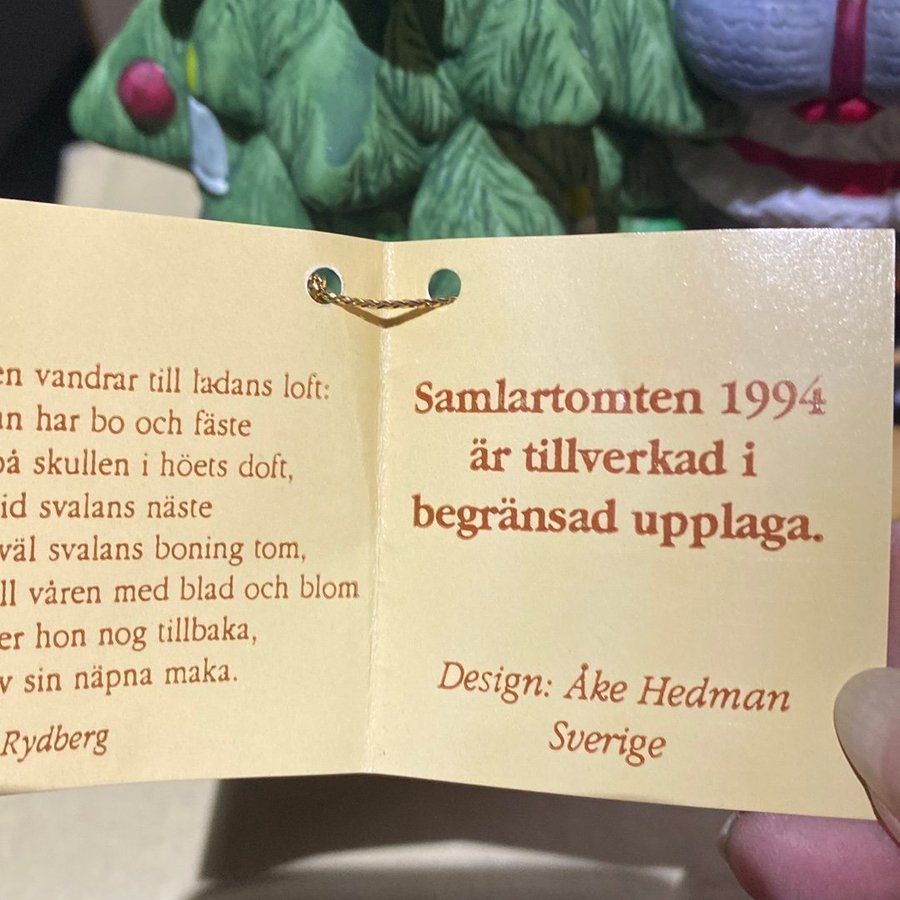 en vandrar till ladans loft:
an har bo och fäste
på skullen i höets doft,
id svalans näste
väl svalans boning tom,
ll våren med blad och blom
er hon nog tillbaka,
v sin näpna maka.
Rydberg
Samlartomten 1994
är tillverkad i
begränsad upplaga.
Design: Åke Hedman
Sverige